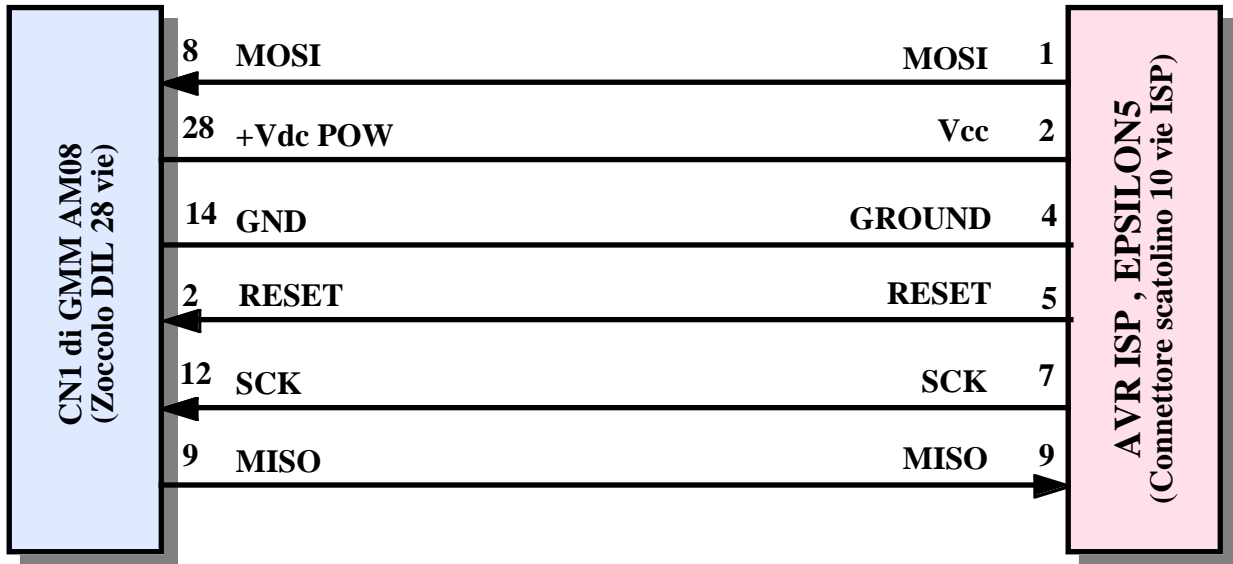 CN1 di GMM AM08
(Zoccolo DIL 28 vie)
8 MOSI MOSI 1
28 +Vdc POW Vcc 2
14 GND GROUND 4
2 RESET RESET 5
12 SCK SCK 7
9 MISO MISO 9
AVR ISP , EPSILON5
(Connettore scatolino 10 vie ISP)